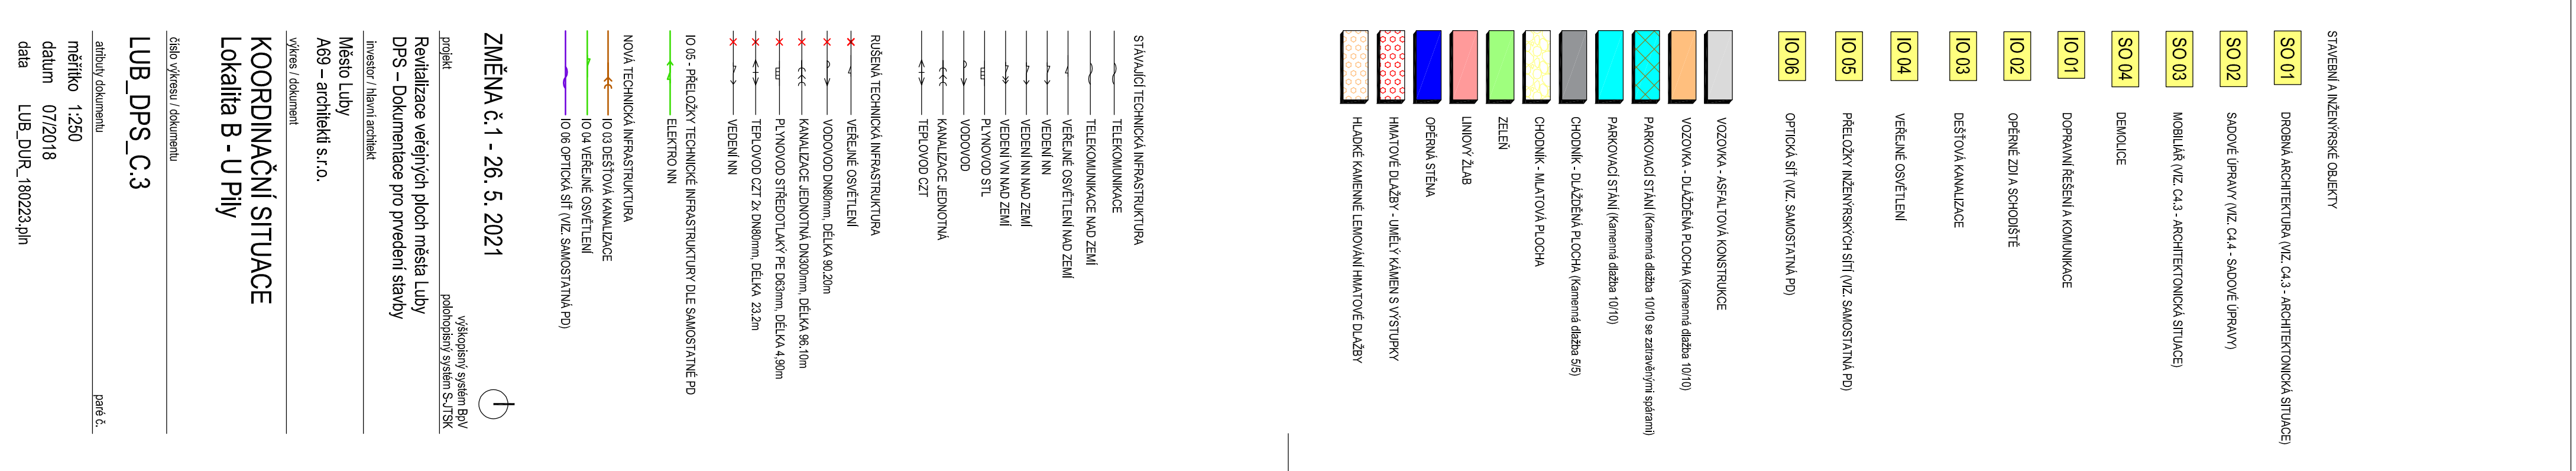 STAVEBNÍ A INŽENÝRSKÉ OBJEKTY
SO 01 DROBNÁ ARCHITEKTURA (VIZ. C4.3 - ARCHITEKTONICKÁ SITUACE)
SO 02 SADOVÉ ÚPRAVY (VIZ. C4.4 - SADOVÉ ÚPRAVY)
SO 03 MOBILIÁŘ (VIZ. C4.3 - ARCHITEKTONICKÁ SITUACE)
SO 04 DEMOLICE
IO 01 DOPRAVNÍ ŘEŠENÍ A KOMUNIKACE
IO 02 OPĚRNÉ ZDI A SCHODIŠTĚ
IO 03 DEŠŤOVÁ KANALIZACE
IO 04 VEŘEJNÉ OSVĚTLENÍ
IO 05 PŘELOŽKY INŽENÝRSKÝCH SÍTÍ (VIZ. SAMOSTATNÁ PD)
IO 06 OPTICKÁ SÍŤ (VIZ. SAMOSTATNÁ PD)
VOZOVKA - ASFALTOVÁ KONSTRUKCE
VOZOVKA - DLÁŽDĚNÁ PLOCHA (Kamenná dlažba 10/10)
PARKOVACÍ STÁNÍ (Kamenná dlažba 10/10 se zatravněnými spárami)
PARKOVACÍ STÁNÍ (Kamenná dlažba 10/10)
CHODNÍK - DLÁŽDĚNÁ PLOCHA (Kamenná dlažba 5/5)
CHODNÍK - MLATOVÁ PLOCHA
ZELEŇ
LINIOVÝ ŽLAB
OPĚRNÁ STĚNA
HMATOVÉ DLAŽBY - UMĚLÝ KÁMEN S VÝSTUPKY
HLADKÉ KAMENNÉ LEMOVÁNÍ HMATOVÉ DLAŽBY
STÁVAJÍCÍ TECHNICKÁ INFRASTRUKTURA
TELEKOMUNIKACE
TELEKOMUNIKACE NAD ZEMÍ
VEŘEJNÉ OSVĚTLENÍ NAD ZEMÍ
VEDENÍ NN
VEDENÍ NN NAD ZEMÍ
VEDENÍ VN NAD ZEMÍ
PLYNOVOD STL
VODOVOD
KANALIZACE JEDNOTNÁ
TEPLOVOD CZT
RUŠENÁ TECHNICKÁ INFRASTRUKTURA
VEŘEJNÉ OSVĚTLENÍ
VODOVOD DN80mm, DÉLKA 90,20m
KANALIZACE JEDNOTNÁ DN300mm, DÉLKA 96,10m
PLYNOVOD STŘEDOTLAKÝ PE D63mm, DÉLKA 4,90m
TEPLOVOD CZT 2x DN80mm, DÉLKA 23,2m
VEDENÍ NN
IO 05 - PŘELOŽKY TECHNICKÉ INFRASTRUKTURY DLE SAMOSTATNÉ PD
ELEKTRO NN
NOVÁ TECHNICKÁ INFRASTRUKTURA
IO 03 DEŠŤOVÁ KANALIZACE
IO 04 VEŘEJNÉ OSVĚTLENÍ
IO 06 OPTICKÁ SÍŤ (VIZ. SAMOSTATNÁ PD)
ZMĚNA č.1 - 26. 5. 2021
výškopisný systém BpV
projekt polohopisný systém S-JTSK
Revitalizace veřejných ploch města Luby
DPS – Dokumentace pro prvedení stavby
investor / hlavní architekt
Město Luby
A69 – architekti s.r.o.
výkres / dokument
KOORDINAČNÍ SITUACE
Lokalita B - U Pily
číslo výkresu / dokumentu
LUB_DPS_C.3
atributy dokumentu paré č.
měřítko 1:250
datum 07/2018
data LUB_DUR_180223.pln